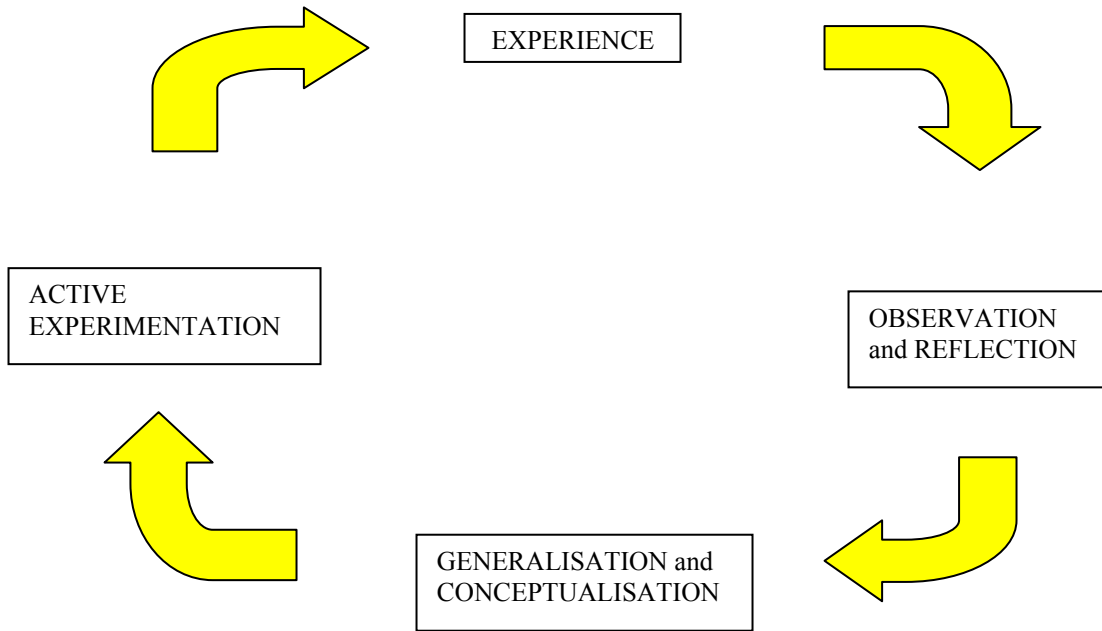 EXPERIENCE
ACTIVE
EXPERIMENTATION
OBSERVATION
and REFLECTION
GENERALISATION and
CONCEPTUALISATION